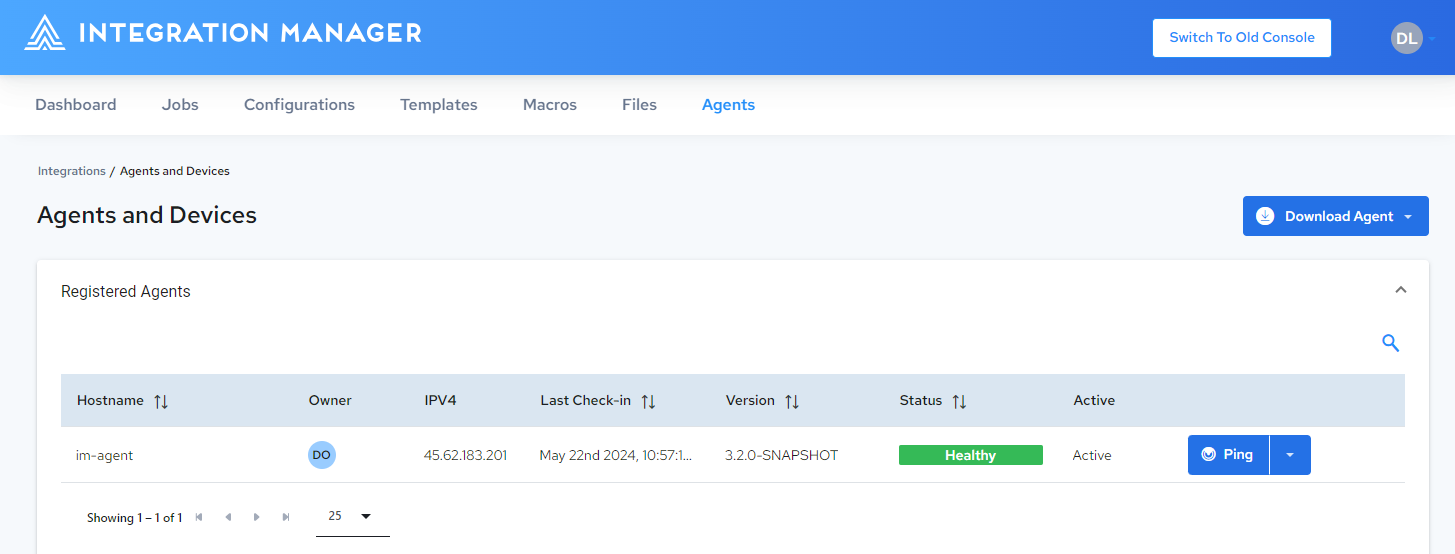 INTEGRATION MANAGER
Switch To Old Console
DL
Dashboard Jobs Configurations Templates Macros Files Agents
Integrations / Agents and Devices
Agents and Devices
Download Agent
Registered Agents
Hostname Owner IPV4 Last Check-in Version Status Active
im-agent DO 45.62.183.201 May 22nd 2024, 10:57:1... 3.2.0-SNAPSHOT Healthy Active Ping
Showing 1 – 1 of 1 25